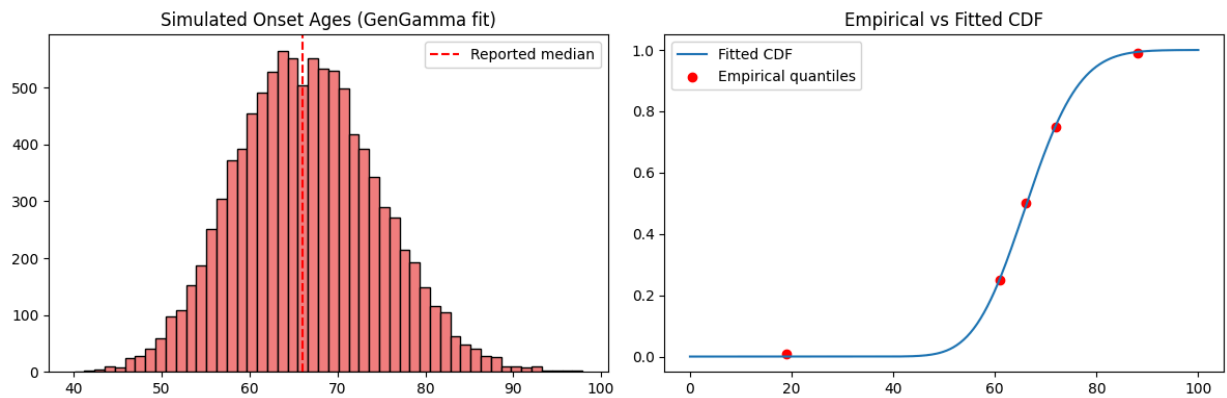 Simulated Onset Ages (GenGamma fit)
Reported median
500
400
300
200
100
0
40 50 60 70 80 90 100
Empirical vs Fitted CDF
Fitted CDF
Empirical quantiles
1.0
0.8
0.6
0.4
0.2
0.0
0 20 40 60 80 100